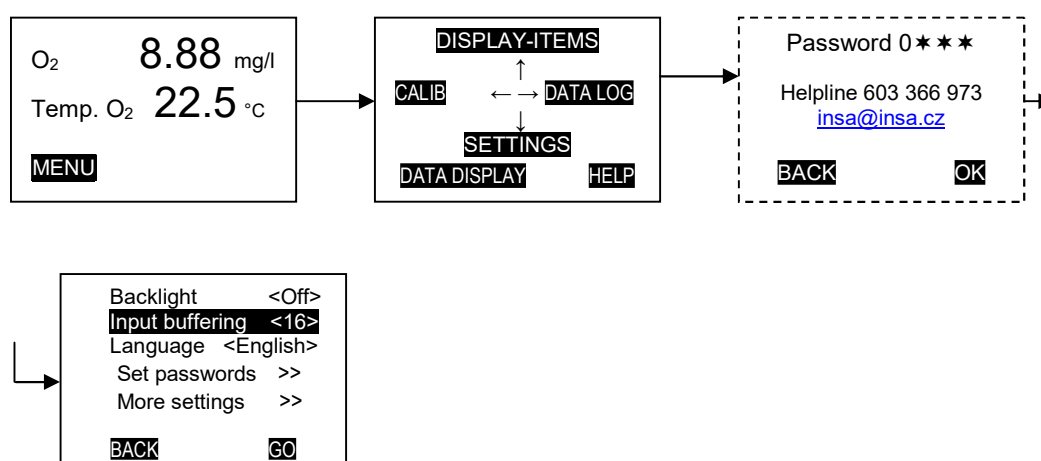 O₂ 8.88 mg/l
Temp. O₂ 22.5 °C
MENU
DISPLAY-ITEMS
↑
CALIB ←→ DATA LOG
↓
SETTINGS
DATA DISPLAY HELP
Password 0✶✶✶
Helpline 603 366 973
insa@insa.cz
BACK OK
Backlight <Off>
Input buffering <16>
Language <English>
Set passwords >>
More settings >>
BACK GO